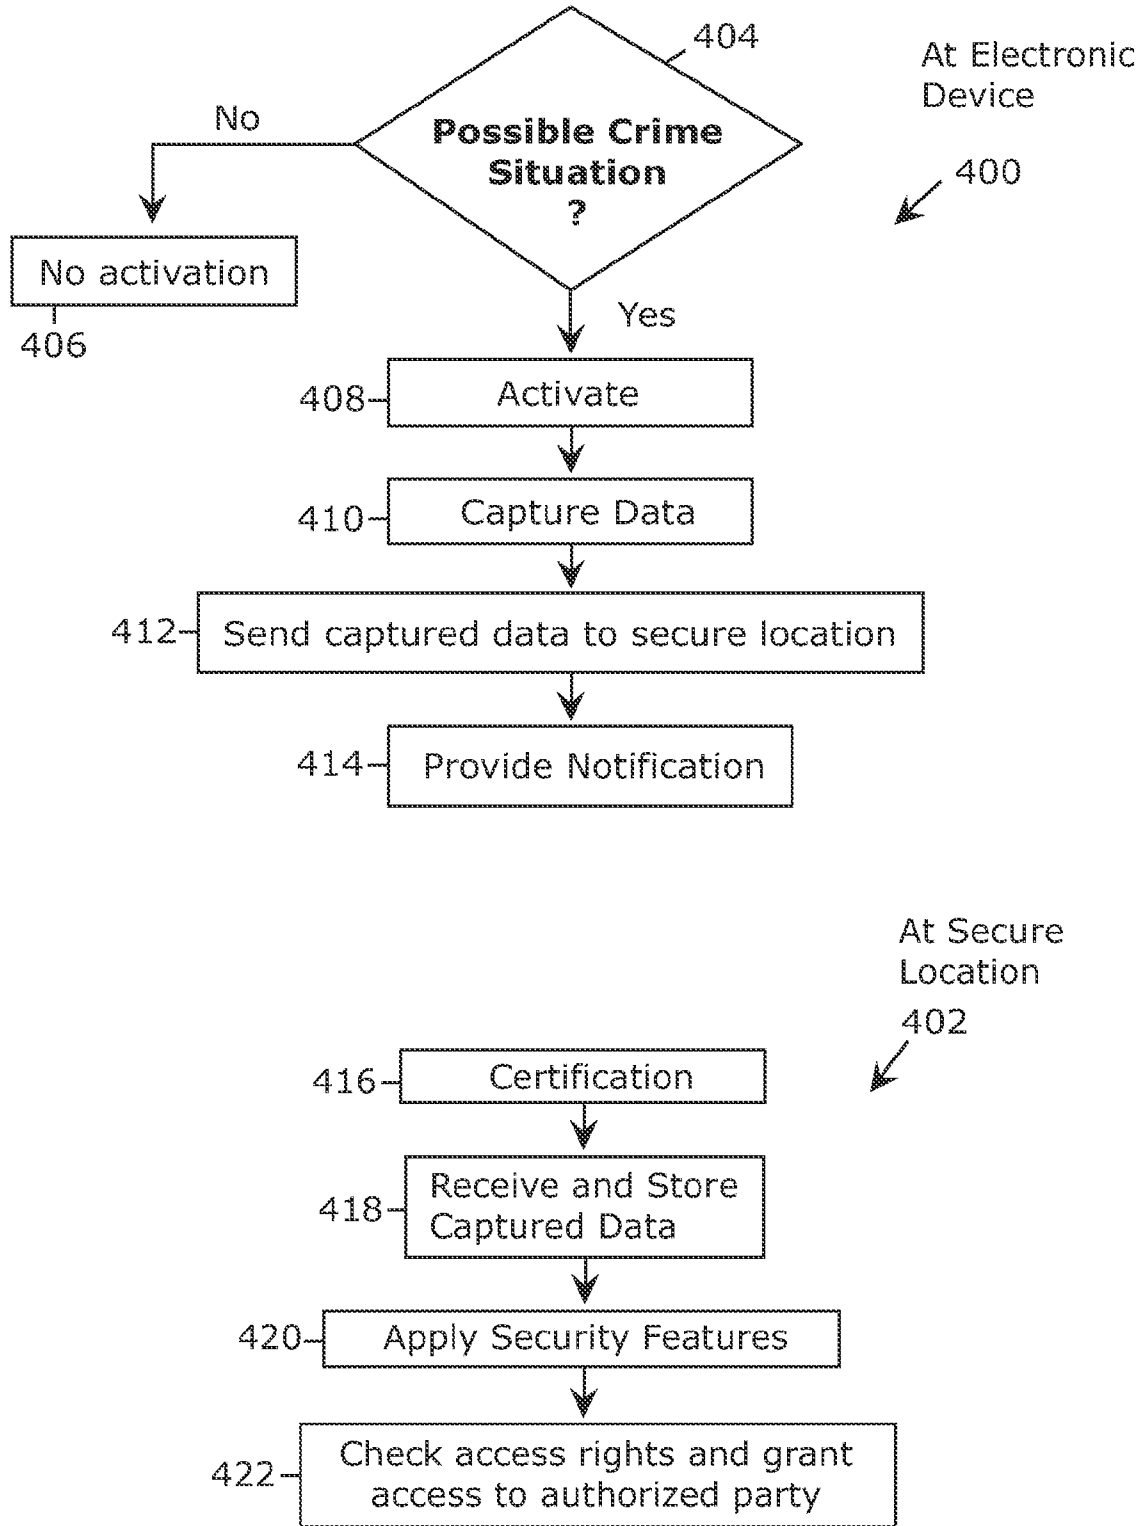 404
At Electronic
Device
400
No
Possible Crime
Situation
?
No activation
406
Yes
408
Activate
410
Capture Data
412
Send captured data to secure location
414
Provide Notification
At Secure
Location
402
416
Certification
418
Receive and Store
Captured Data
420
Apply Security Features
422
Check access rights and grant
access to authorized party